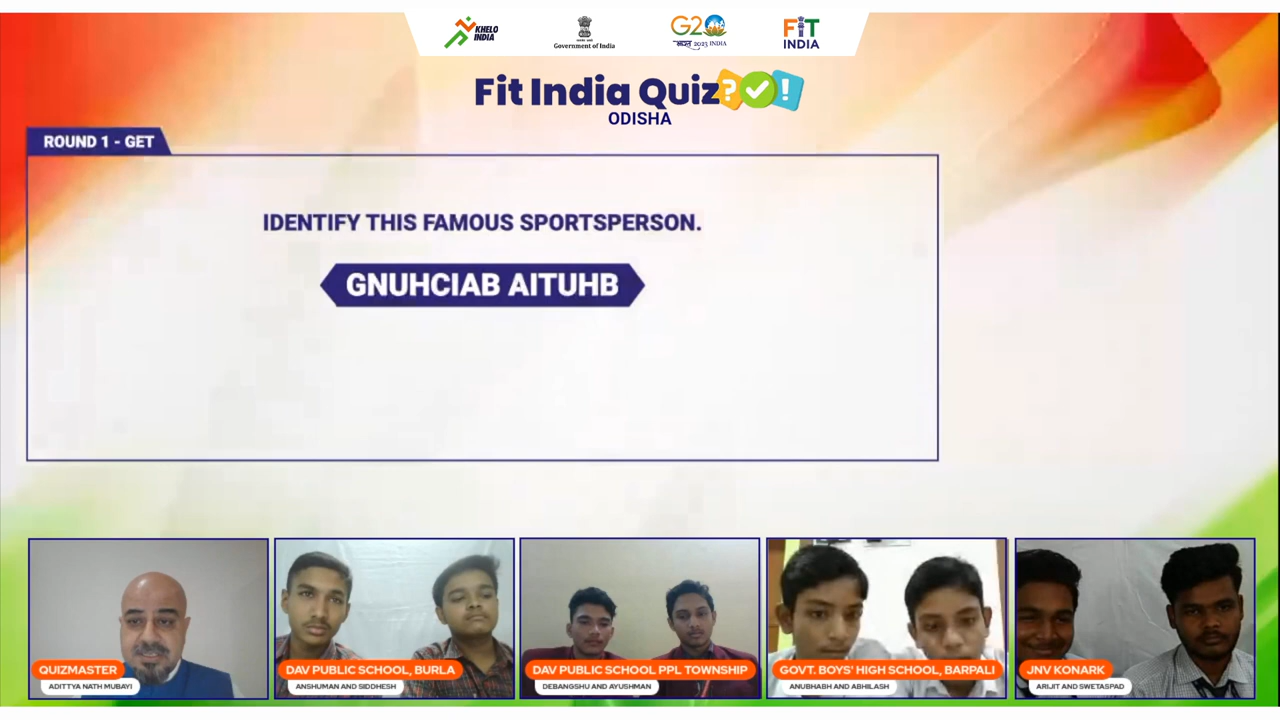 KHELO
INDIA
Government of India
G20
भारत 2023 INDIA
FIT
INDIA
Fit India Quiz?!
ODISHA
ROUND 1 - GET
IDENTIFY THIS FAMOUS SPORTSPERSON.
GNUHCIAB AITUHB
QUIZMASTER
ADITTYA NATH MUBAYI
DAV PUBLIC SCHOOL, BURLA
ANSHUMAN AND SIDDHESH
DAV PUBLIC SCHOOL PPL TOWNSHIP
DEBANGSHU AND AYUSHMAN
GOVT. BOYS' HIGH SCHOOL, BARPALI
ANUBHABH AND ABHILASH
JNV KONARK
ARIJIT AND SWETASPAD